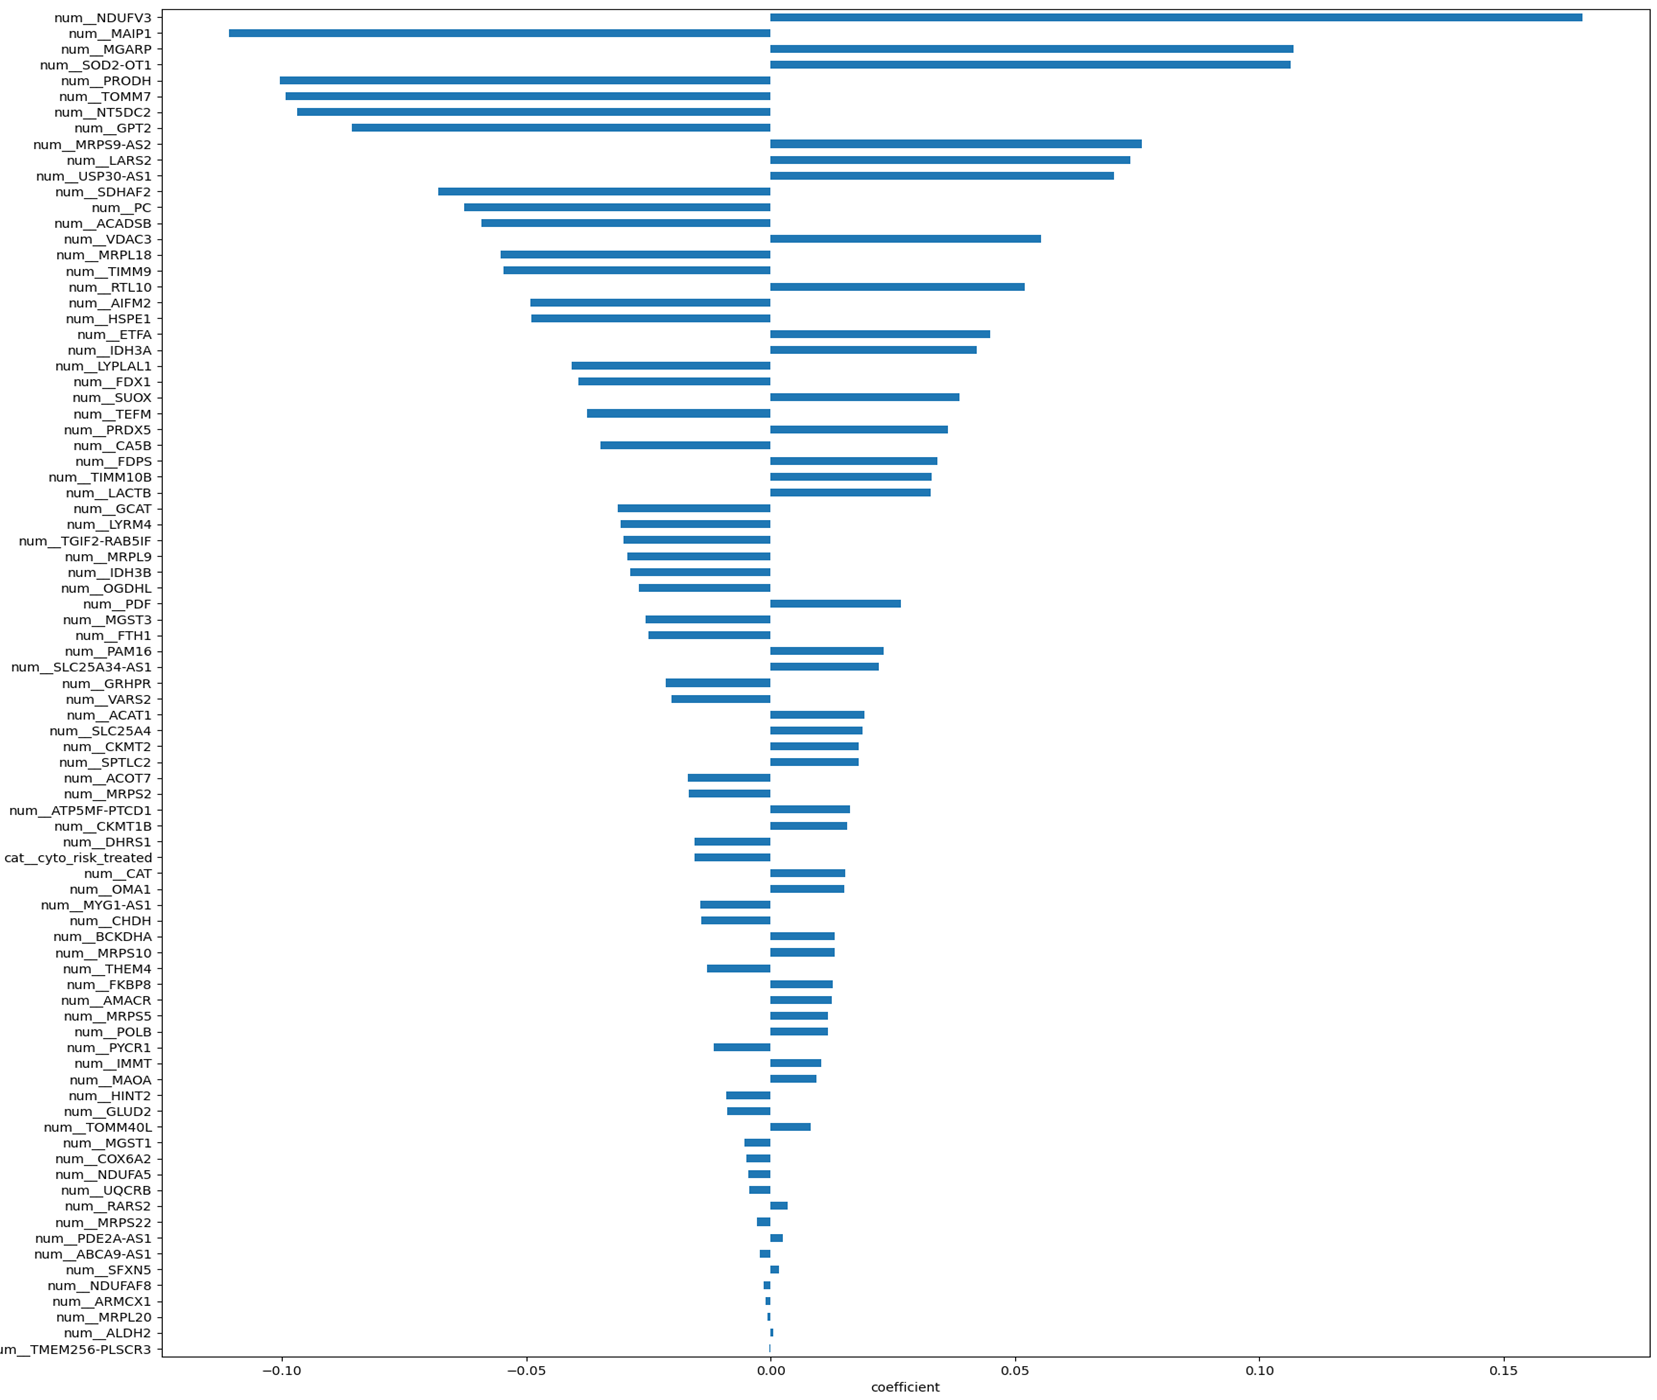 num__NDUFV3
num__MAIP1
num__MGARP
num__SOD2-OT1
num__PRODH
num__TOMM7
num__NT5DC2
num__GPT2
num__MRPS9-AS2
num__LARS2
num__USP30-AS1
num__SDHAF2
num__PC
num__ACADSB
num__VDAC3
num__MRPL18
num__TIMM9
num__RTL10
num__AIFM2
num__HSPE1
num__ETFA
num__IDH3A
num__LYPLAL1
num__FDX1
num__SUOX
num__TEFM
num__PRDX5
num__CA5B
num__FDPS
num__TIMM10B
num__LACTB
num__GCAT
num__LYRM4
num__TGIF2-RAB5IF
num__MRPL9
num__IDH3B
num__OGDHL
num__PDF
num__MGST3
num__FTH1
num__PAM16
num__SLC25A34-AS1
num__GRHPR
num__VARS2
num__ACAT1
num__SLC25A4
num__CKMT2
num__SPTLC2
num__ACOT7
num__MRPS2
num__ATP5MF-PTCD1
num__CKMT1B
num__DHRS1
cat__cyto_risk_treated
num__CAT
num__OMA1
num__MYG1-AS1
num__CHDH
num__BCKDHA
num__MRPS10
num__THEM4
num__FKBP8
num__AMACR
num__MRPS5
num__POLB
num__PYCR1
num__IMMT
num__MAOA
num__HINT2
num__GLUD2
num__TOMM40L
num__MGST1
num__COX6A2
num__NDUFA5
num__UQCRB
num__RARS2
num__MRPS22
num__PDE2A-AS1
num__ABCA9-AS1
num__SFXN5
num__NDUFAF8
num__ARMCX1
num__MRPL20
num__ALDH2
um__TMEM256-PLSCR3
−0.10 −0.05 0.00 0.05 0.10 0.15
coefficient